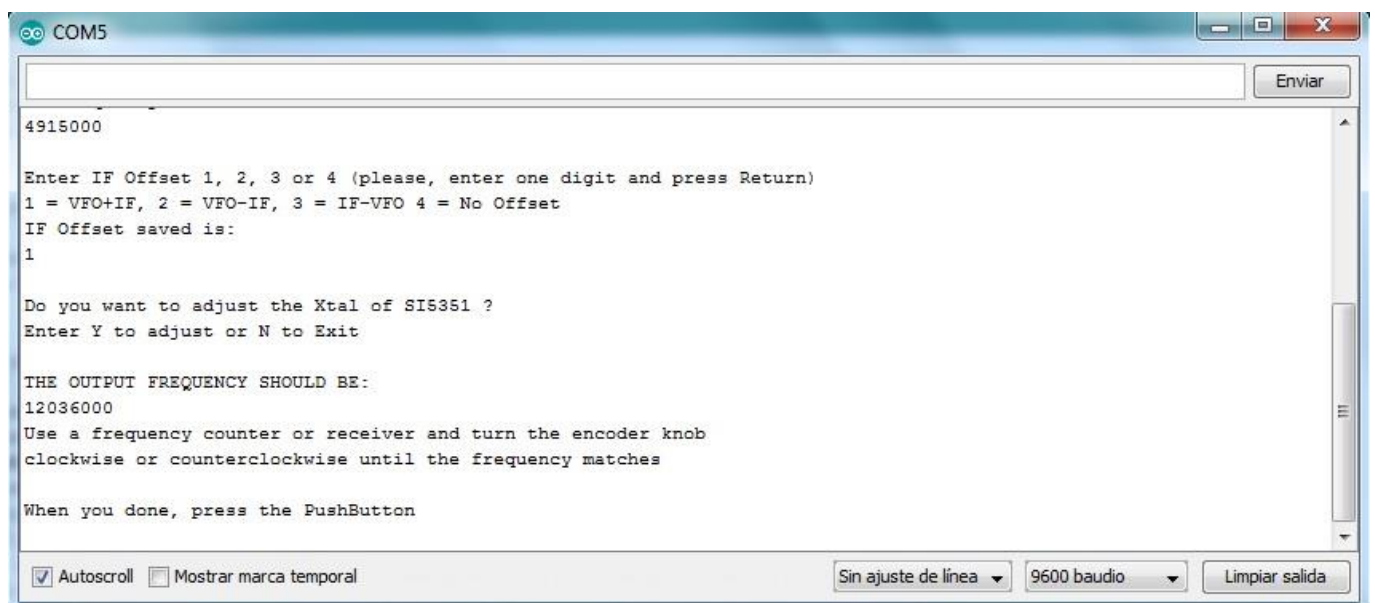 COM5
Enviar
4915000
Enter IF Offset 1, 2, 3 or 4 (please, enter one digit and press Return)
1 = VFO+IF, 2 = VFO-IF, 3 = IF-VFO 4 = No Offset
IF Offset saved is:
1
Do you want to adjust the Xtal of SI5351 ?
Enter Y to adjust or N to Exit
THE OUTPUT FREQUENCY SHOULD BE:
12036000
Use a frequency counter or receiver and turn the encoder knob
clockwise or counterclockwise until the frequency matches
When you done, press the PushButton
Autoscroll Mostrar marca temporal Sin ajuste de línea 9600 baudio Limpiar salida